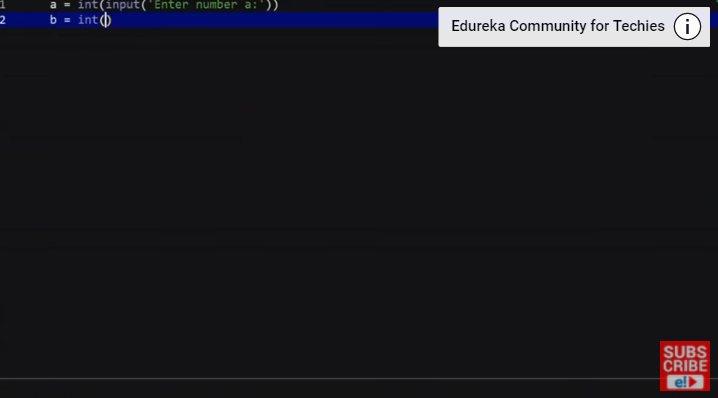 1 a = int(input('Enter number a:'))
2 b = int()
Edureka Community for Techies i
SUBS
CRIBE
e!